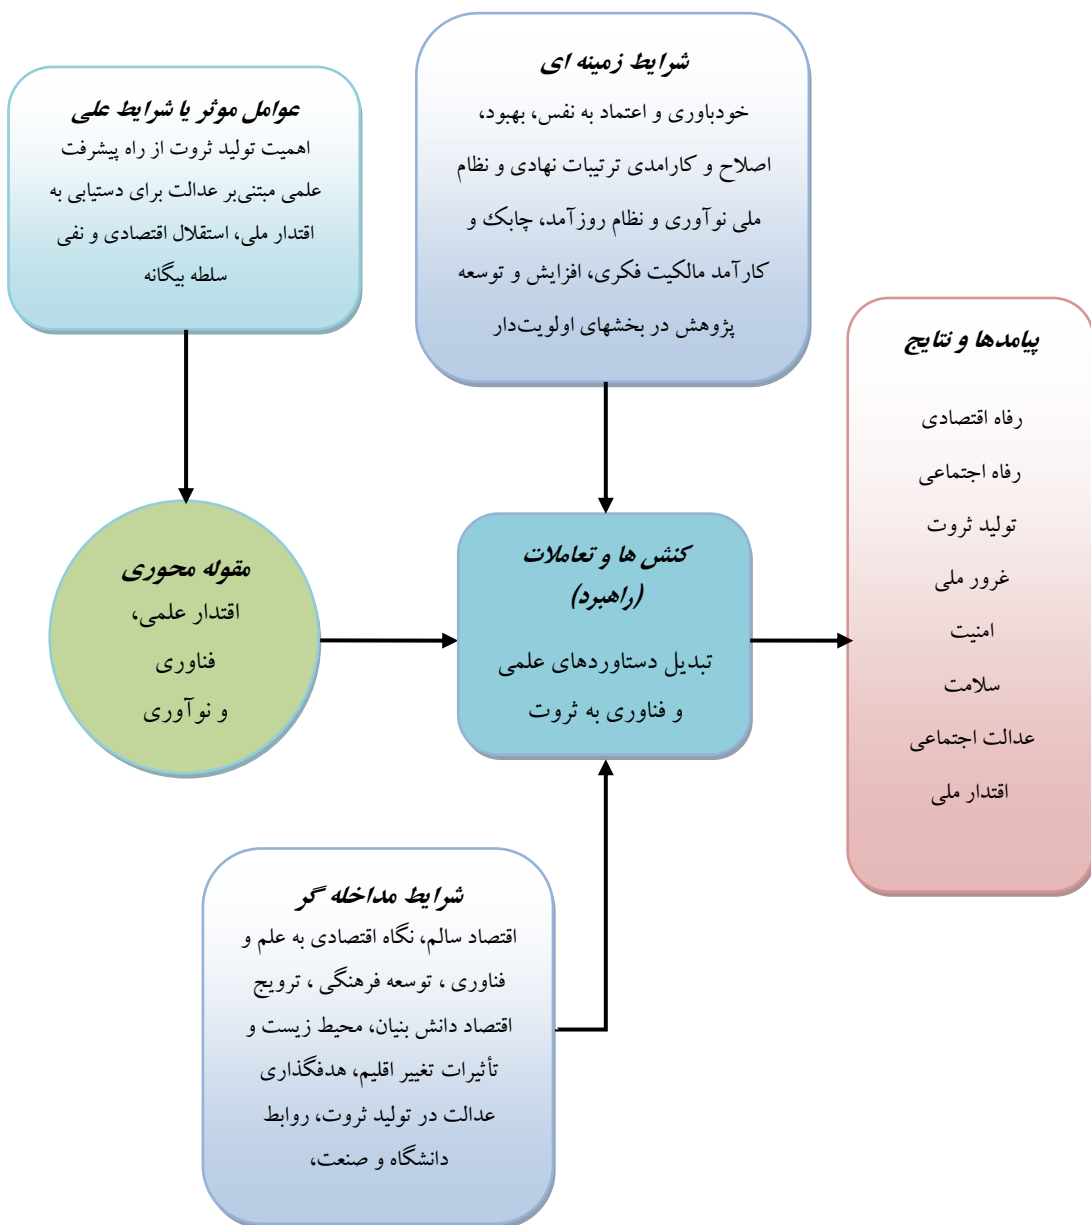 شرایط زمینه ای
خودباوری و اعتماد به نفس، بهبود،
اصلاح و کارامدی ترتیبات نهادی و نظام
ملی نوآوری و نظام روزآمد، چابک و
کارآمد مالکیت فکری، افزایش و توسعه
پژوهش در بخشهای اولویت‌دار
عوامل موثر یا شرایط علی
اهمیت تولید ثروت از راه پیشرفت
علمی مبتنی‌بر عدالت برای دستیابی به
اقتدار ملی، استقلال اقتصادی و نفی
سلطه بیگانه
مقوله محوری
اقتدار علمی،
فناوری
و نوآوری
کنش ها و تعاملات
(راهبرد)
تبدیل دستاوردهای علمی
و فناوری به ثروت
پیامدها و نتایج
رفاه اقتصادی
رفاه اجتماعی
تولید ثروت
غرور ملی
امنیت
سلامت
عدالت اجتماعی
اقتدار ملی
شرایط مداخله گر
اقتصاد سالم، نگاه اقتصادی به علم و
فناوری ، توسعه فرهنگی ، ترویج
اقتصاد دانش بنیان، محیط زیست و
تأثیرات تغییر اقلیم، هدفگذاری
عدالت در تولید ثروت، روابط
دانشگاه و صنعت،